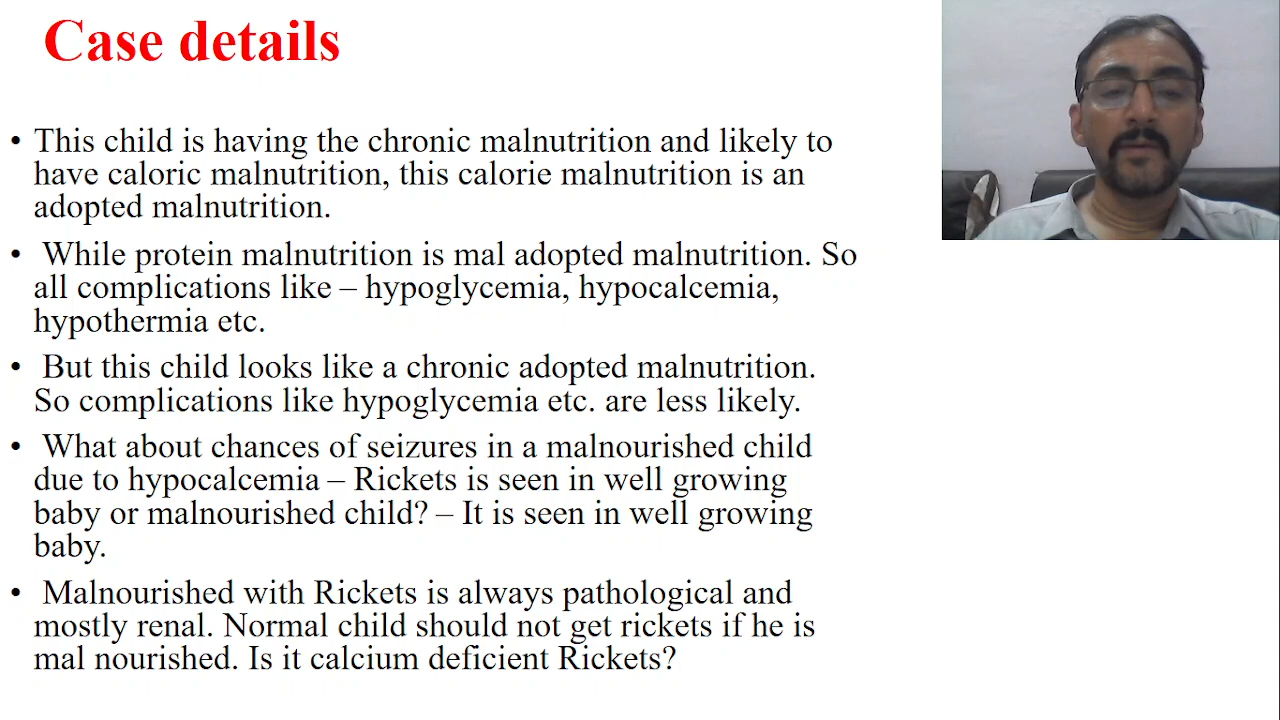 Case details
• This child is having the chronic malnutrition and likely to
have caloric malnutrition, this calorie malnutrition is an
adopted malnutrition.
• While protein malnutrition is mal adopted malnutrition. So
all complications like – hypoglycemia, hypocalcemia,
hypothermia etc.
• But this child looks like a chronic adopted malnutrition.
So complications like hypoglycemia etc. are less likely.
• What about chances of seizures in a malnourished child
due to hypocalcemia – Rickets is seen in well growing
baby or malnourished child? – It is seen in well growing
baby.
• Malnourished with Rickets is always pathological and
mostly renal. Normal child should not get rickets if he is
mal nourished. Is it calcium deficient Rickets?